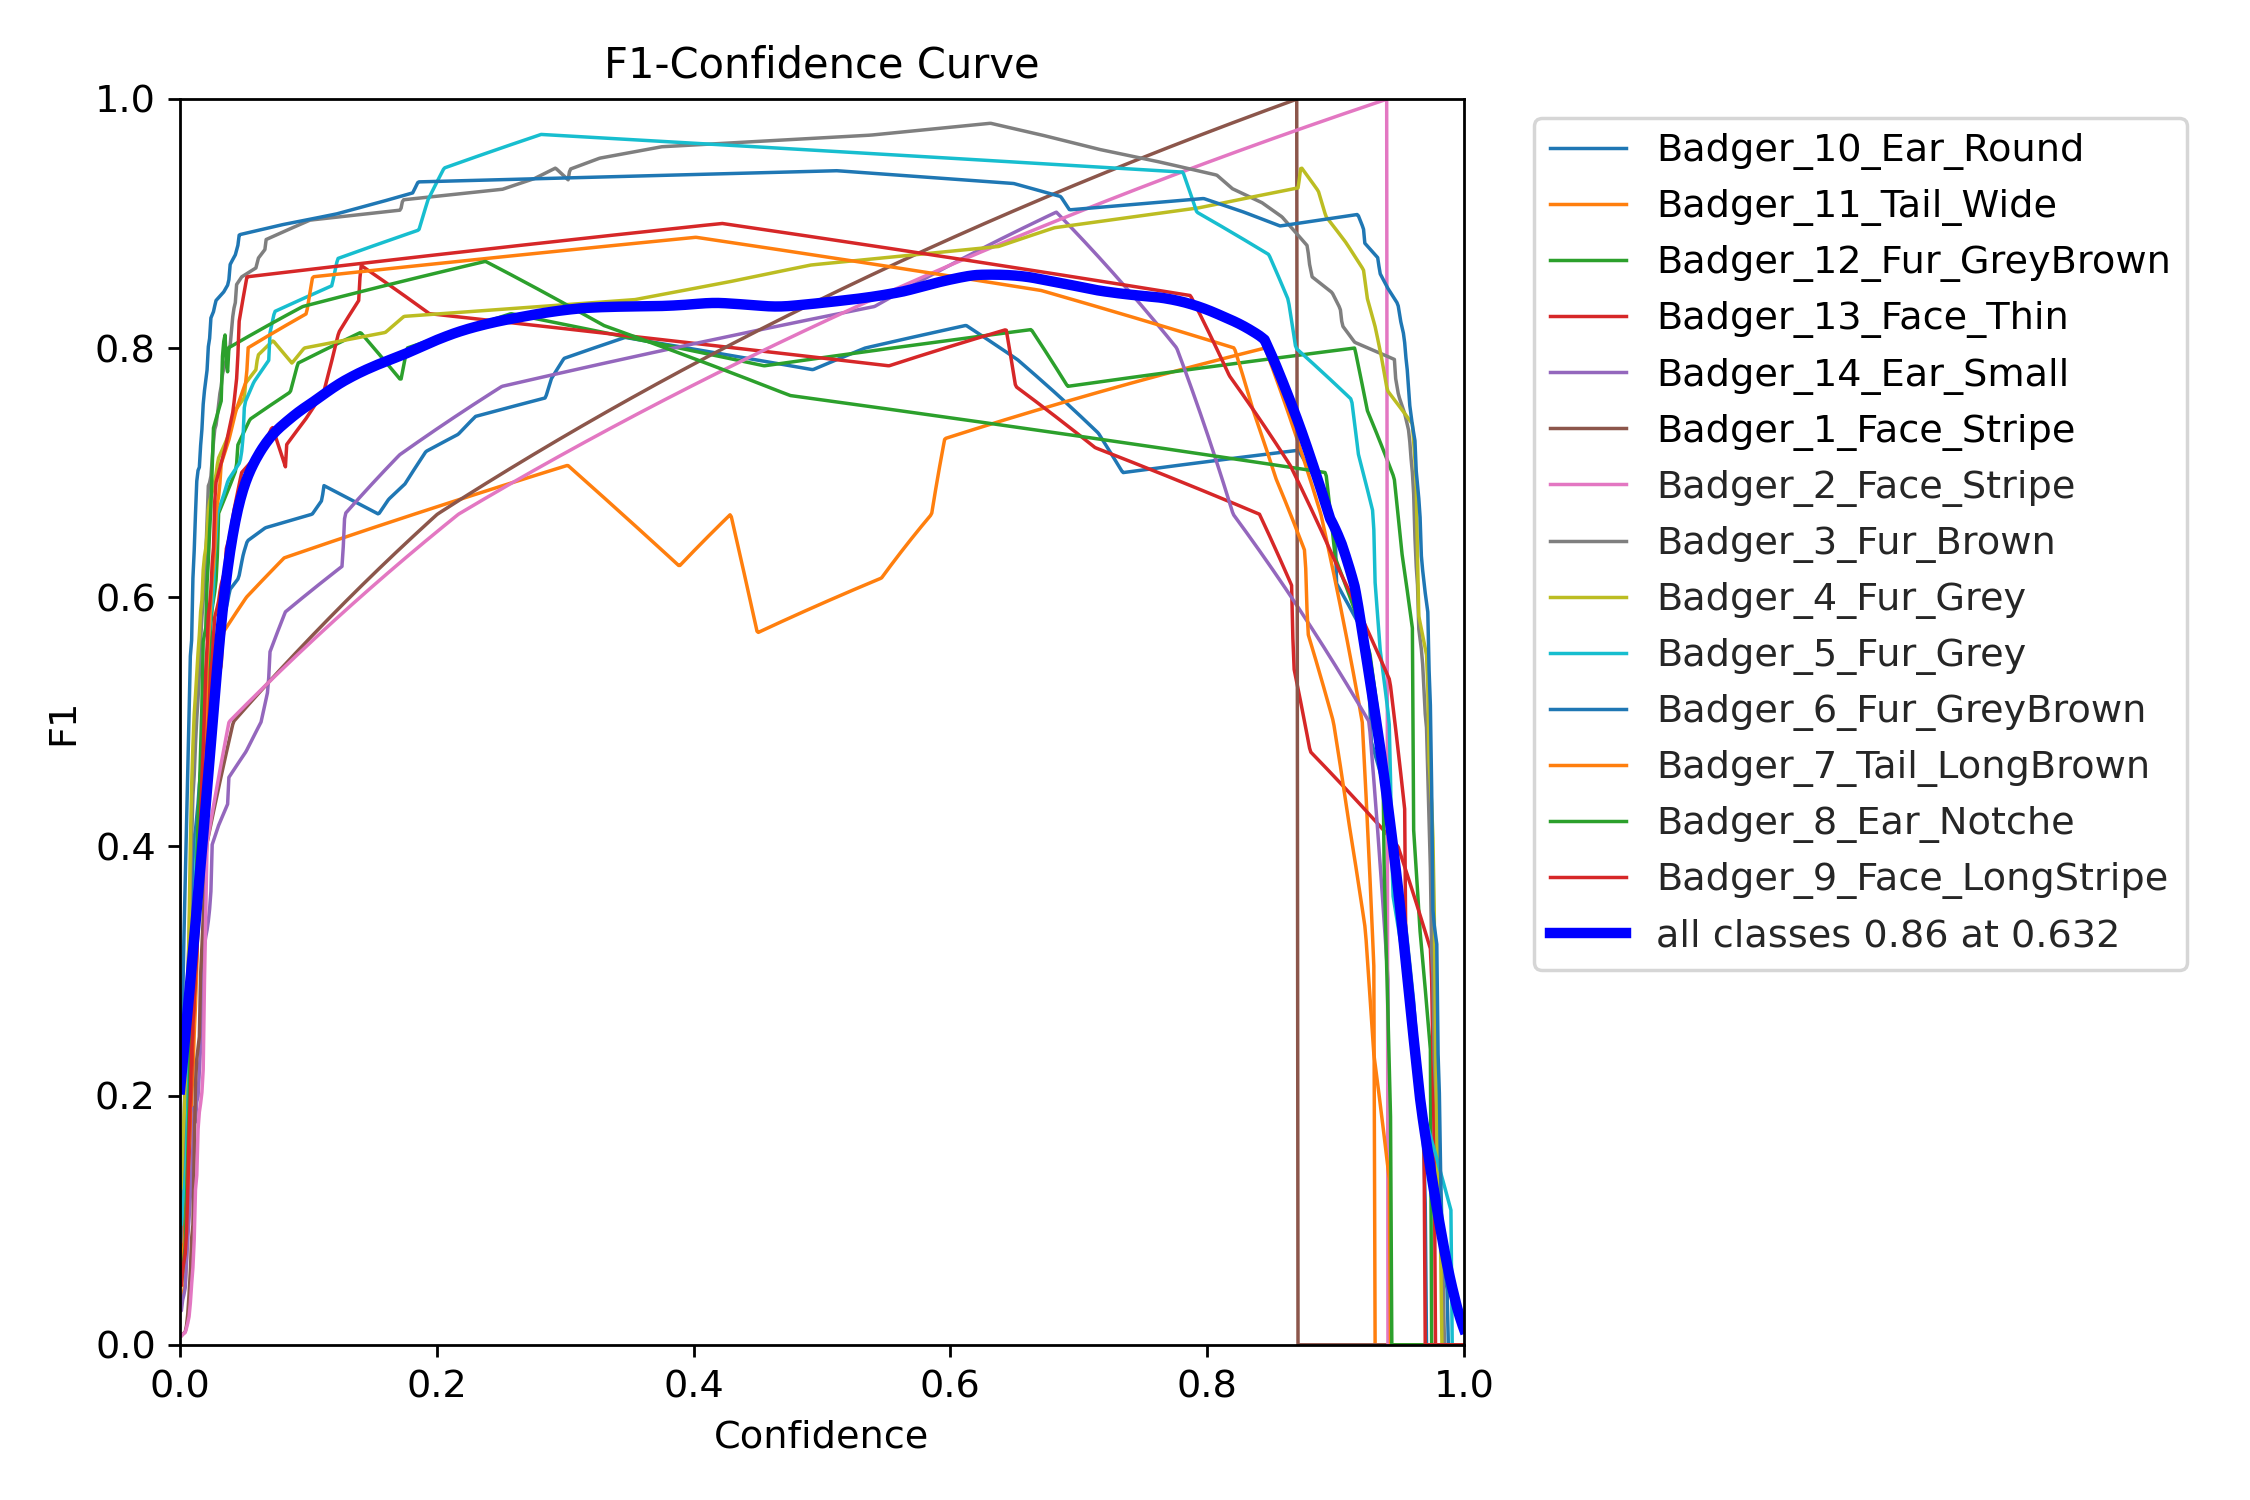 F1-Confidence Curve
1.0
0.8
0.6
0.4
0.2
0.0
F1
0.0 0.2 0.4 0.6 0.8 1.0
Confidence
Badger_10_Ear_Round
Badger_11_Tail_Wide
Badger_12_Fur_GreyBrown
Badger_13_Face_Thin
Badger_14_Ear_Small
Badger_1_Face_Stripe
Badger_2_Face_Stripe
Badger_3_Fur_Brown
Badger_4_Fur_Grey
Badger_5_Fur_Grey
Badger_6_Fur_GreyBrown
Badger_7_Tail_LongBrown
Badger_8_Ear_Notche
Badger_9_Face_LongStripe
all classes 0.86 at 0.632